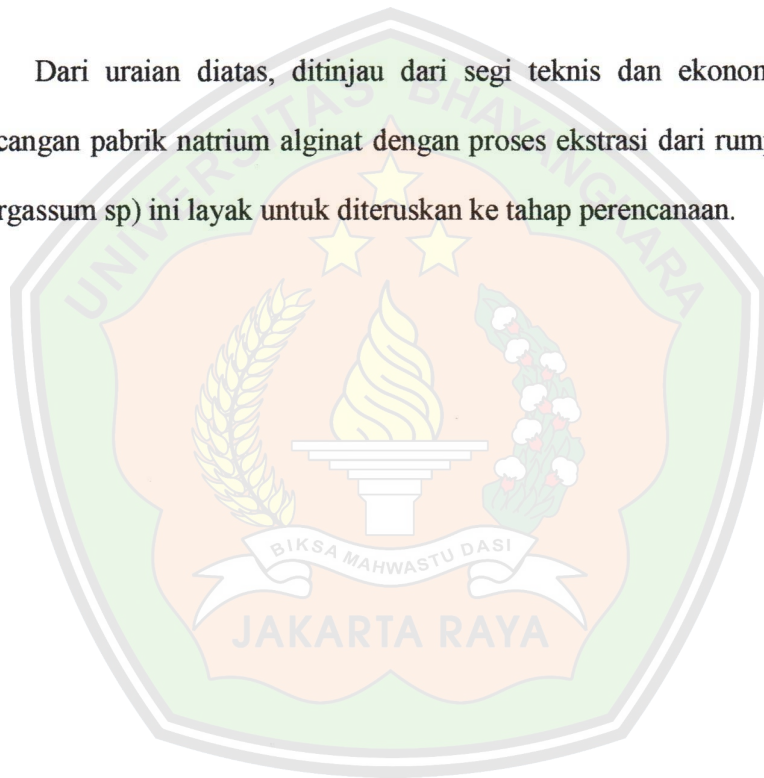 Dari uraian diatas, ditinjau dari segi teknis dan ekonom
cangan pabrik natrium alginat dengan proses ekstrasi dari rump
rgassum sp) ini layak untuk diteruskan ke tahap perencanaan.
UNIVERSITAS BHAYANGKARA
BIKSA MAHWASTU DASI
JAKARTA RAYA